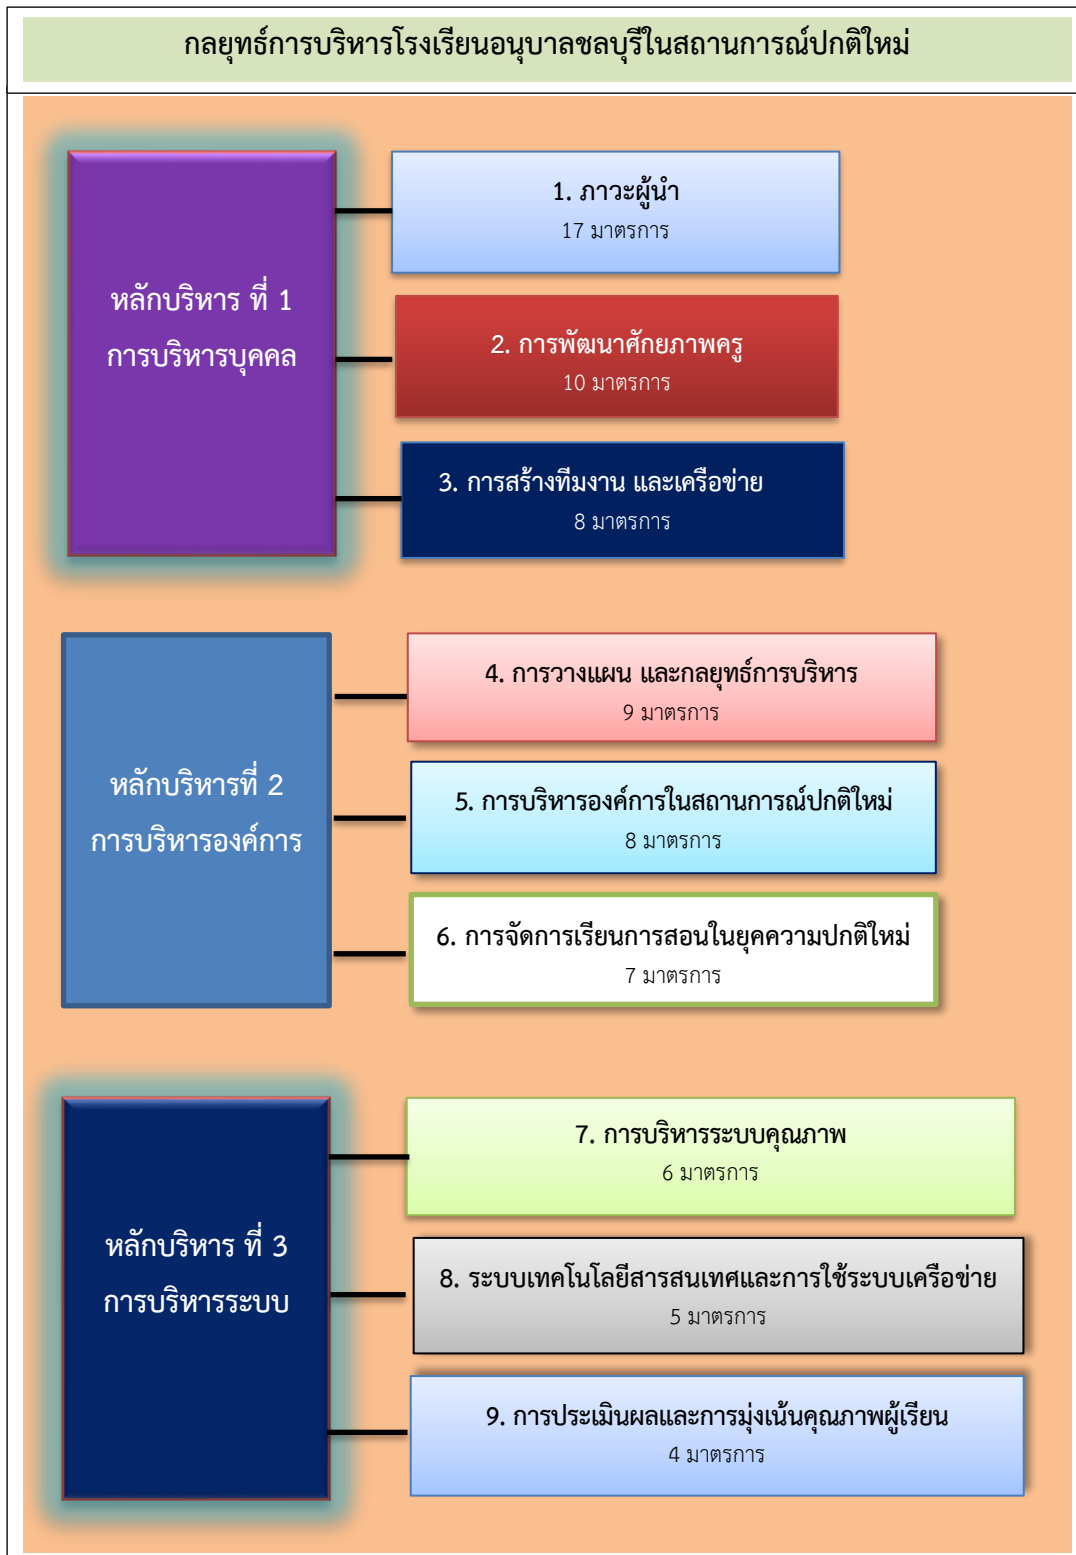 กลยุทธ์การบริหารโรงเรียนอนุบาลชลบุรีในสถานการณ์ปกติใหม่
หลักบริหาร ที่ 1
การบริหารบุคคล
1. ภาวะผู้นำ
17 มาตรการ
2. การพัฒนาศักยภาพครู
10 มาตรการ
3. การสร้างทีมงาน และเครือข่าย
8 มาตรการ
หลักบริหารที่ 2
การบริหารองค์การ
4. การวางแผน และกลยุทธ์การบริหาร
9 มาตรการ
5. การบริหารองค์การในสถานการณ์ปกติใหม่
8 มาตรการ
6. การจัดการเรียนการสอนในยุคความปกติใหม่
7 มาตรการ
หลักบริหาร ที่ 3
การบริหารระบบ
7. การบริหารระบบคุณภาพ
6 มาตรการ
8. ระบบเทคโนโลยีสารสนเทศและการใช้ระบบเครือข่าย
5 มาตรการ
9. การประเมินผลและการมุ่งเน้นคุณภาพผู้เรียน
4 มาตรการ